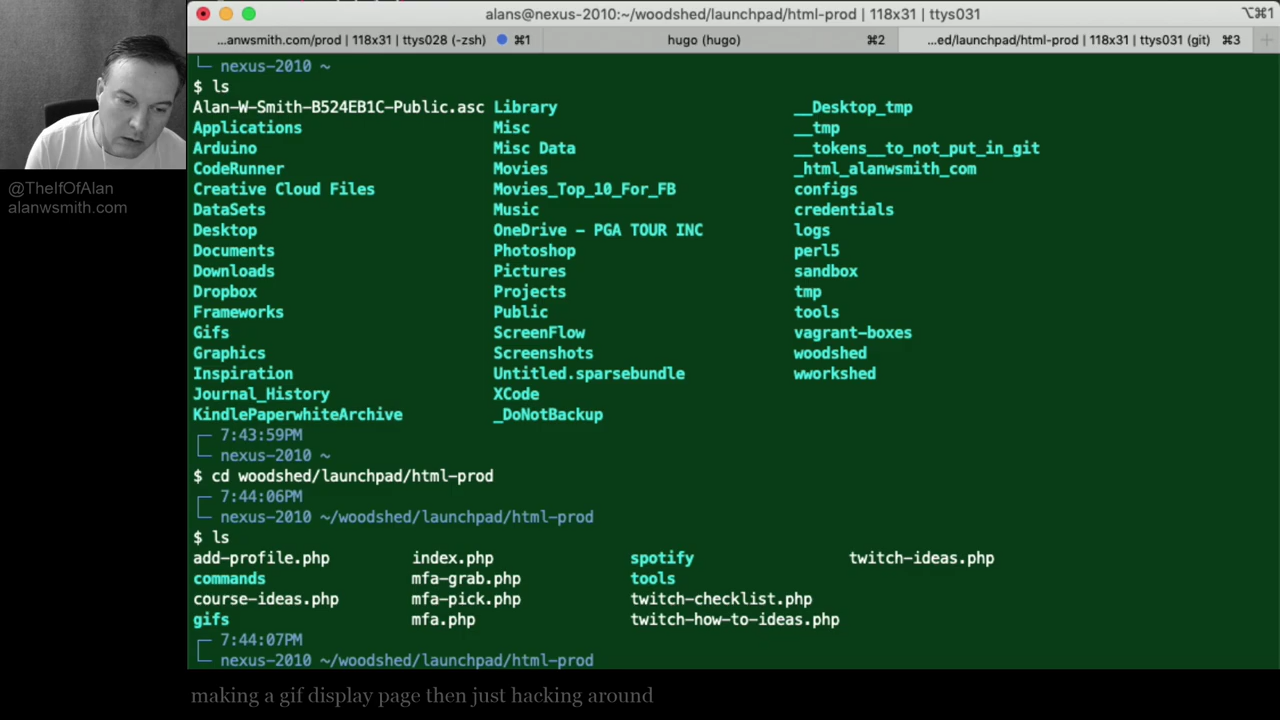 alans@nexus-2010:~/woodshed/launchpad/html-prod | 118x31 | ttys031
⌥⌘1
...anwsmith.com/prod | 118x31 | ttys028 (-zsh) ⌘1
hugo (hugo) ⌘2
...ed/launchpad/html-prod | 118x31 | ttys031 (git) ⌘3
@TheIfOfAlan
alanwsmith.com
nexus-2010 ~
$ ls
Alan-W-Smith-B524EB1C-Public.asc Library __Desktop_tmp
Applications Misc __tmp
Arduino Misc Data __tokens__to_not_put_in_git
CodeRunner Movies _html_alanwsmith_com
Creative Cloud Files Movies_Top_10_For_FB configs
DataSets Music credentials
Desktop OneDrive - PGA TOUR INC logs
Documents Photoshop perl5
Downloads Pictures sandbox
Dropbox Projects tmp
Frameworks Public tools
Gifs ScreenFlow vagrant-boxes
Graphics Screenshots woodshed
Inspiration Untitled.sparsebundle wworkshed
Journal_History XCode
KindlePaperwhiteArchive _DoNotBackup
7:43:59PM
nexus-2010 ~
$ cd woodshed/launchpad/html-prod
7:44:06PM
nexus-2010 ~/woodshed/launchpad/html-prod
$ ls
add-profile.php index.php spotify twitch-ideas.php
commands mfa-grab.php tools
course-ideas.php mfa-pick.php twitch-checklist.php
gifs mfa.php twitch-how-to-ideas.php
7:44:07PM
nexus-2010 ~/woodshed/launchpad/html-prod
making a gif display page then just hacking around